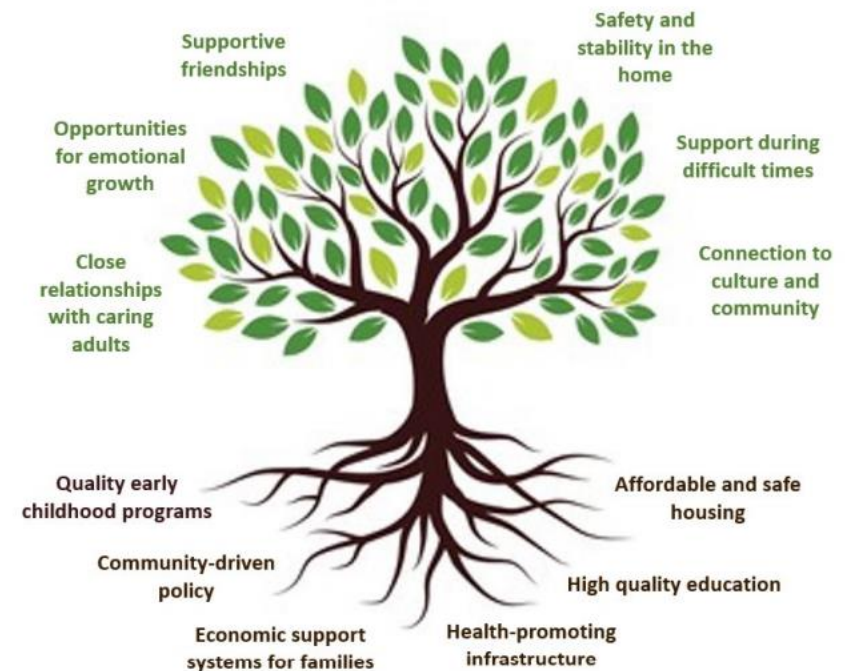 Supportive
friendships
Safety and
stability in the
home
Opportunities
for emotional
growth
Support during
difficult times
Close
relationships
with caring
adults
Connection to
culture and
community
Quality early
childhood programs
Affordable and safe
housing
Community-driven
policy
High quality education
Economic support
systems for families
Health-promoting
infrastructure